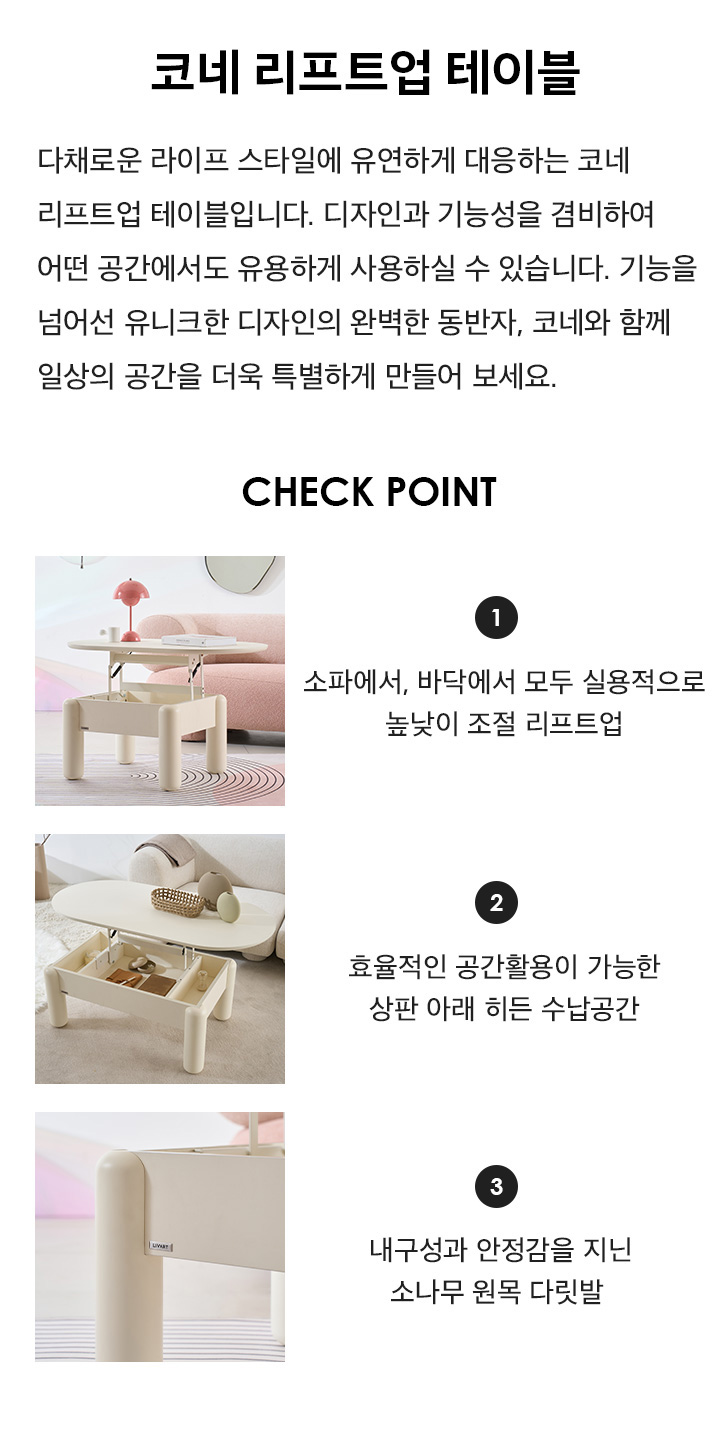 코네 리프트업 테이블
다채로운 라이프 스타일에 유연하게 대응하는 코네
리프트업 테이블입니다. 디자인과 기능성을 겸비하여
어떤 공간에서도 유용하게 사용하실 수 있습니다. 기능을
넘어선 유니크한 디자인의 완벽한 동반자, 코네와 함께
일상의 공간을 더욱 특별하게 만들어 보세요.
CHECK POINT
1
소파에서, 바닥에서 모두 실용적으로
높낮이 조절 리프트업
2
효율적인 공간활용이 가능한
상판 아래 히든 수납공간
3
내구성과 안정감을 지닌
소나무 원목 다릿발
LIVART